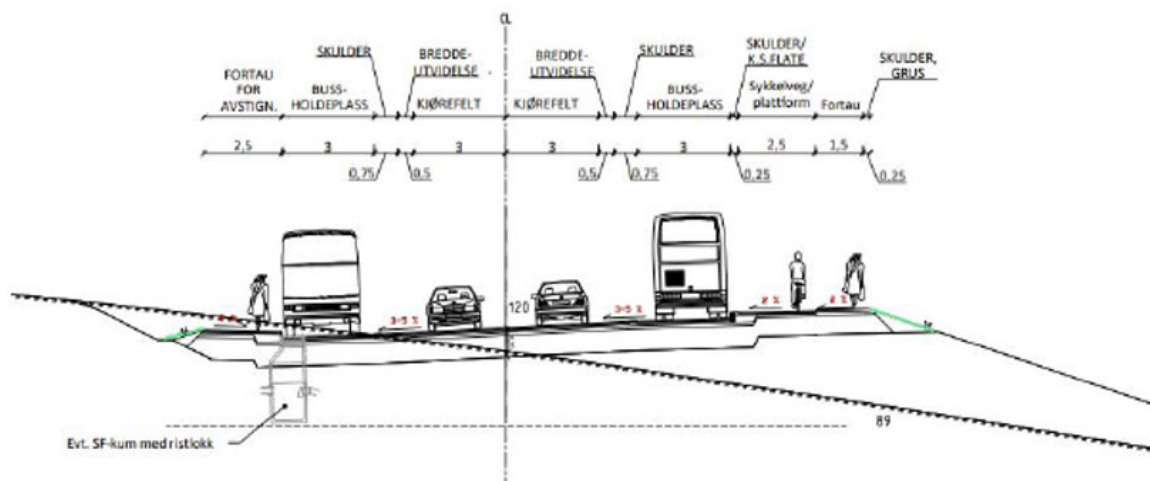 CL
FORTAU
FOR
AVSTIGN.
BUSS-
HOLDEPLASS
SKULDER
BREDDE-
UTVIDELSE
KJØREFELT
BREDDE-
UTVIDELSE
KJØREFELT
SKULDER
BUSS-
HOLDEPLASS
SKULDER/
K.S.FLATE
Sykkelveg/
plattform
Fortau
SKULDER,
GRUS
2,5
3
0,75
0,5
3
3
0,5
0,75
3
0,25
2,5
1,5
0,25
3-5 %
120
3-5 %
2 %
2 %
89
Evt. SF-kum med ristlokk